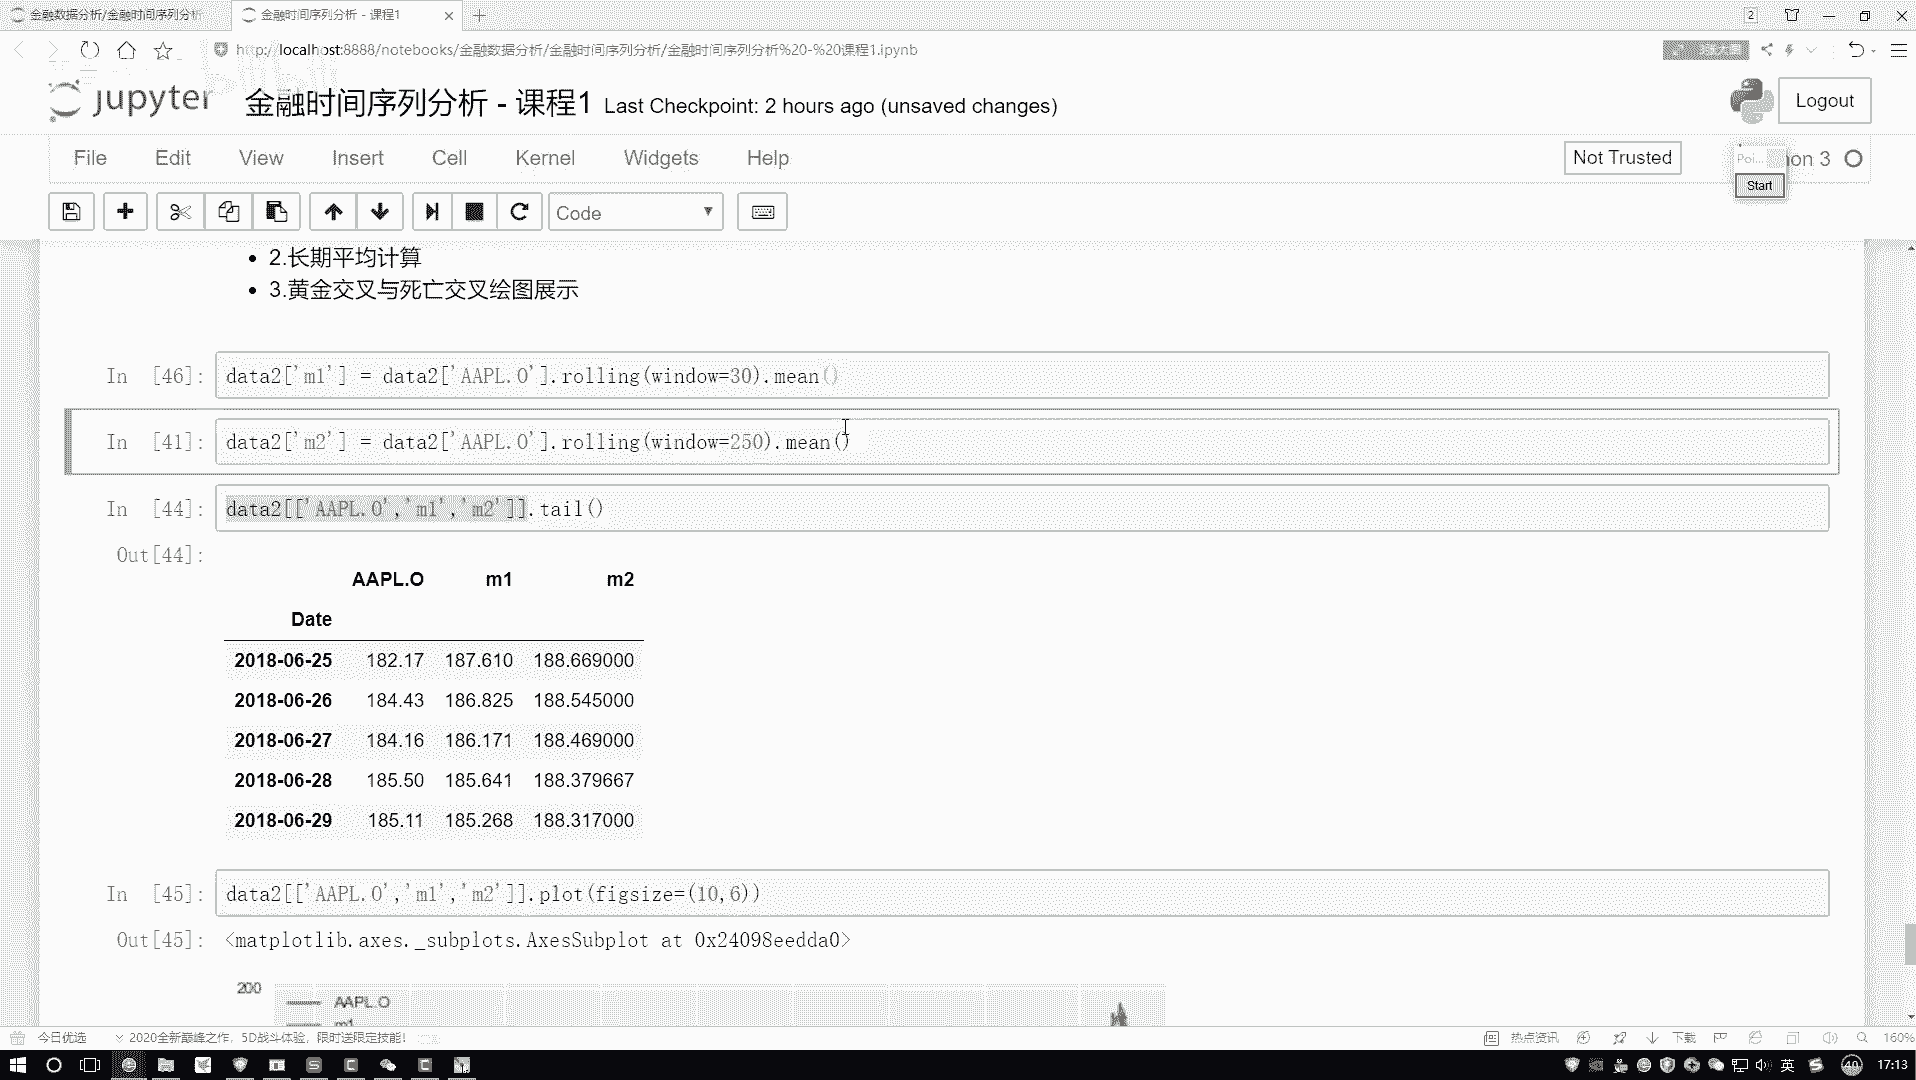 金融数据分析/金融时间序列分析
金融时间序列分析 - 课程1
2
http://localhost:8888/notebooks/金融数据分析/金融时间序列分析/金融时间序列分析%20-%20课程1.ipynb
jupyter 金融时间序列分析 - 课程1 Last Checkpoint: 2 hours ago (unsaved changes)
Logout
File Edit View Insert Cell Kernel Widgets Help
Not Trusted
Poi... on 3
Start
Code
2.长期平均计算
3.黄金交叉与死亡交叉绘图展示
In [46]: data2['m1'] = data2['AAPL.O'].rolling(window=30).mean()
In [41]: data2['m2'] = data2['AAPL.O'].rolling(window=250).mean()
In [44]: data2[['AAPL.O','m1','m2']].tail()
Out[44]:
AAPL.O m1 m2
Date
2018-06-25 182.17 187.610 188.669000
2018-06-26 184.43 186.825 188.545000
2018-06-27 184.16 186.171 188.469000
2018-06-28 185.50 185.641 188.379667
2018-06-29 185.11 185.268 188.317000
In [45]: data2[['AAPL.O','m1','m2']].plot(figsize=(10,6))
Out[45]: <matplotlib.axes._subplots.AxesSubplot at 0x24098eedda0>
200
AAPL.O
m1
今日优选 2020全新巅峰之作，5D战斗体验，限时送限定技能！
热点资讯 下载 160%
英 40 17:13